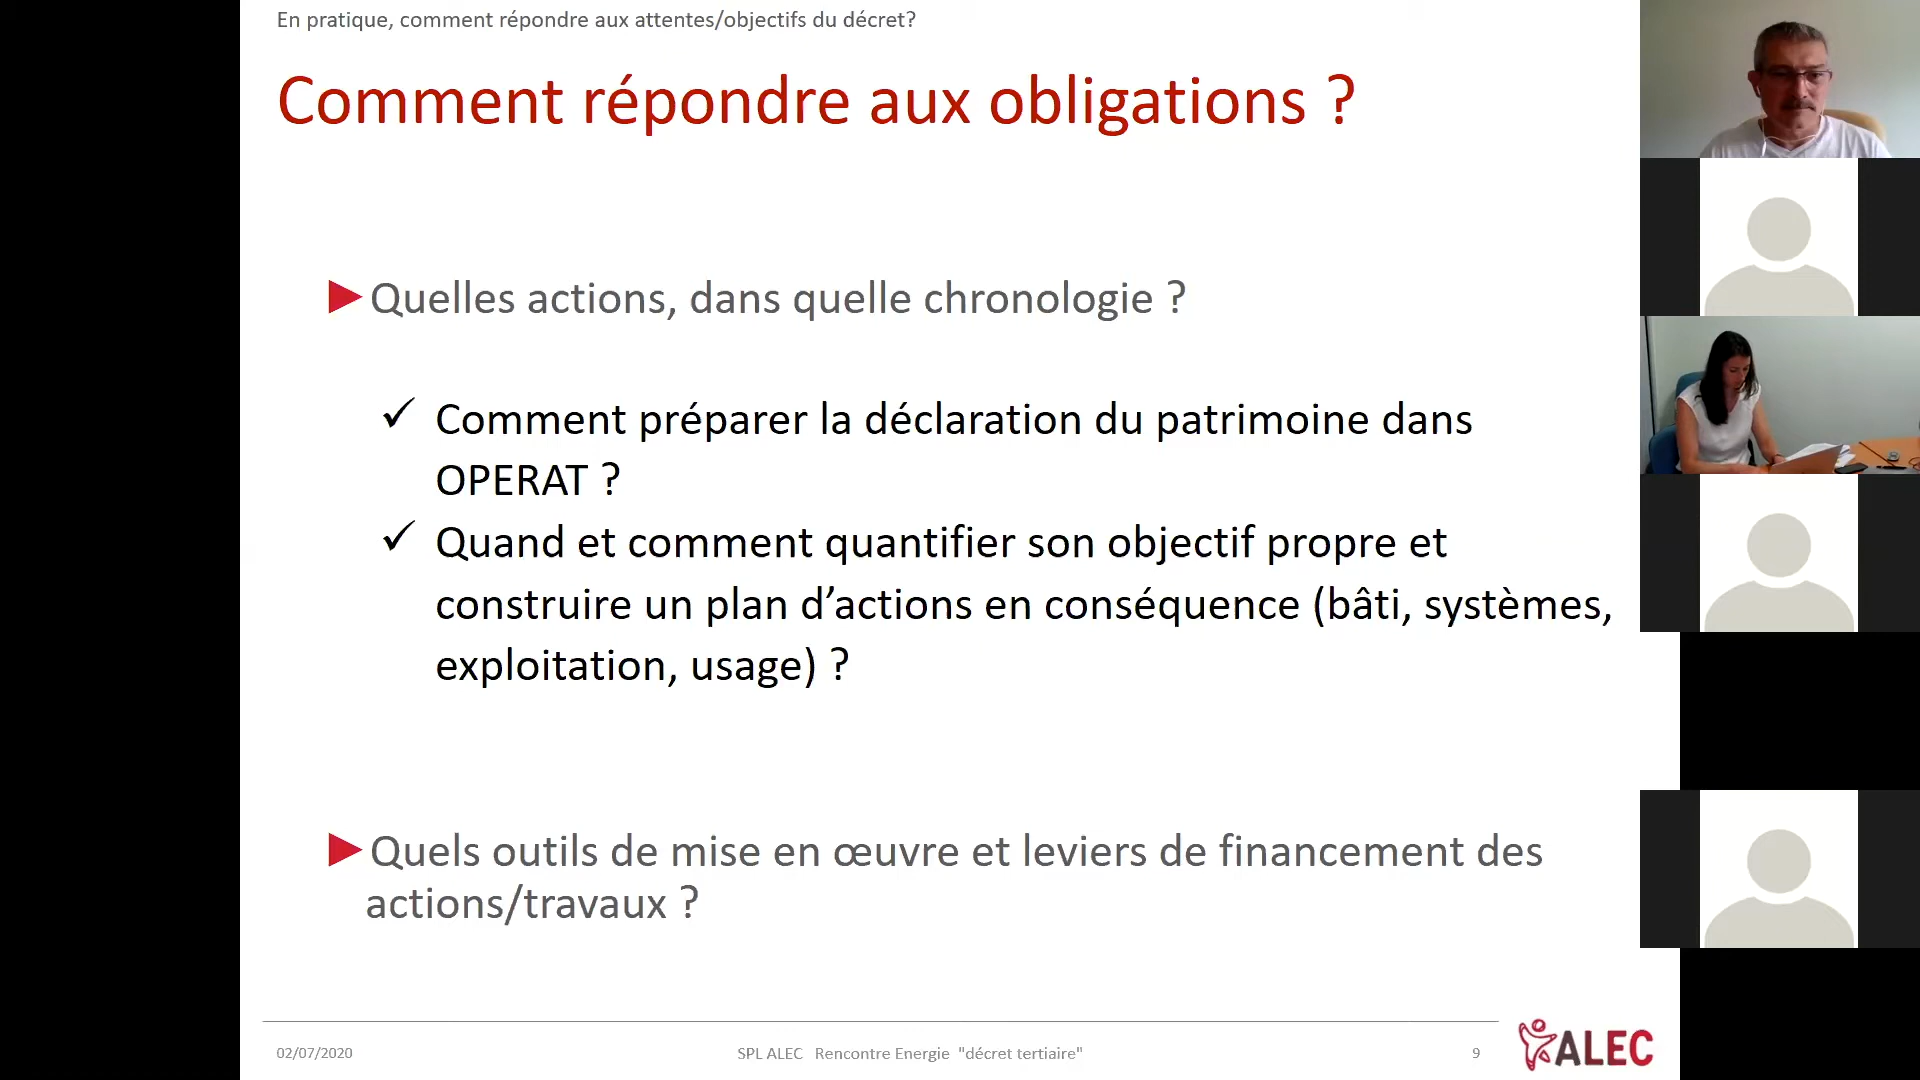 En pratique, comment répondre aux attentes/objectifs du décret?
Comment répondre aux obligations ?
Quelles actions, dans quelle chronologie ?
Comment préparer la déclaration du patrimoine dans
OPERAT ?
Quand et comment quantifier son objectif propre et
construire un plan d’actions en conséquence (bâti, systèmes,
exploitation, usage) ?
Quels outils de mise en œuvre et leviers de financement des
actions/travaux ?
02/07/2020
SPL ALEC Rencontre Energie "décret tertiaire"
9
ALEC